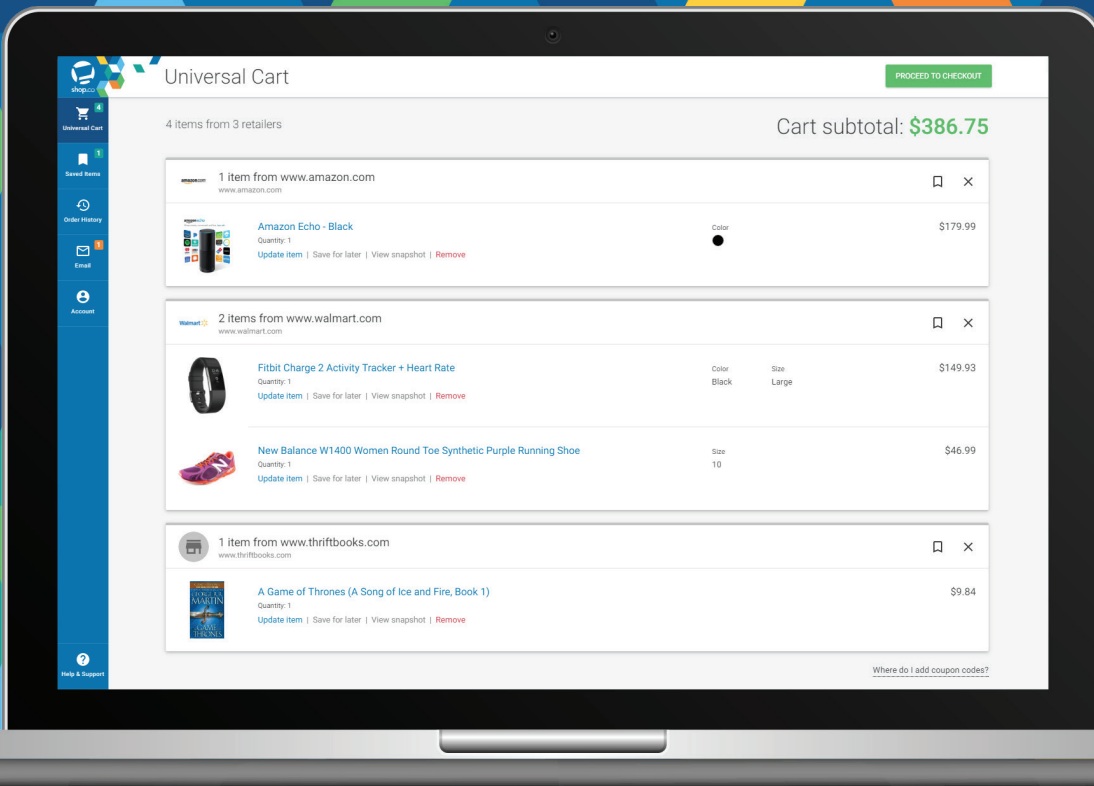 shop.co
Universal Cart
PROCEED TO CHECKOUT
4
Universal Cart
1
Saved Items
Order History
1
Email
Account
Help & Support
4 items from 3 retailers
Cart subtotal: $386.75
amazon.com
1 item from www.amazon.com
www.amazon.com
Amazon Echo - Black
Quantity: 1
Update item | Save for later | View snapshot | Remove
Color
$179.99
Walmart
2 items from www.walmart.com
www.walmart.com
Fitbit Charge 2 Activity Tracker + Heart Rate
Quantity: 1
Update item | Save for later | View snapshot | Remove
Color Size
Black Large
$149.93
New Balance W1400 Women Round Toe Synthetic Purple Running Shoe
Quantity: 1
Update item | Save for later | View snapshot | Remove
Size
10
$46.99
1 item from www.thriftbooks.com
www.thriftbooks.com
GEORGE R.R.
MARTIN
A GAME OF
THRONES
A Game of Thrones (A Song of Ice and Fire, Book 1)
Quantity: 1
Update item | Save for later | View snapshot | Remove
$9.84
Where do I add coupon codes?